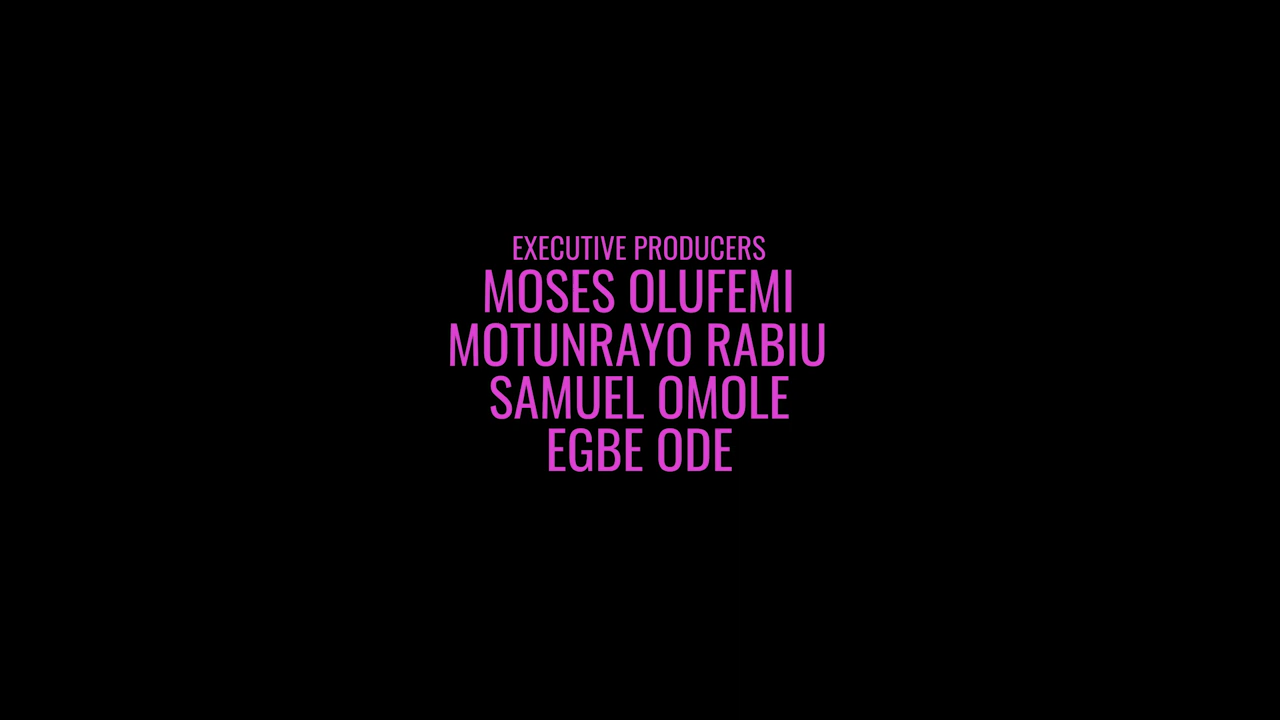 EXECUTIVE PRODUCERS
MOSES OLUFEMI
MOTUNRAYO RABIU
SAMUEL OMOLE
EGBE ODE